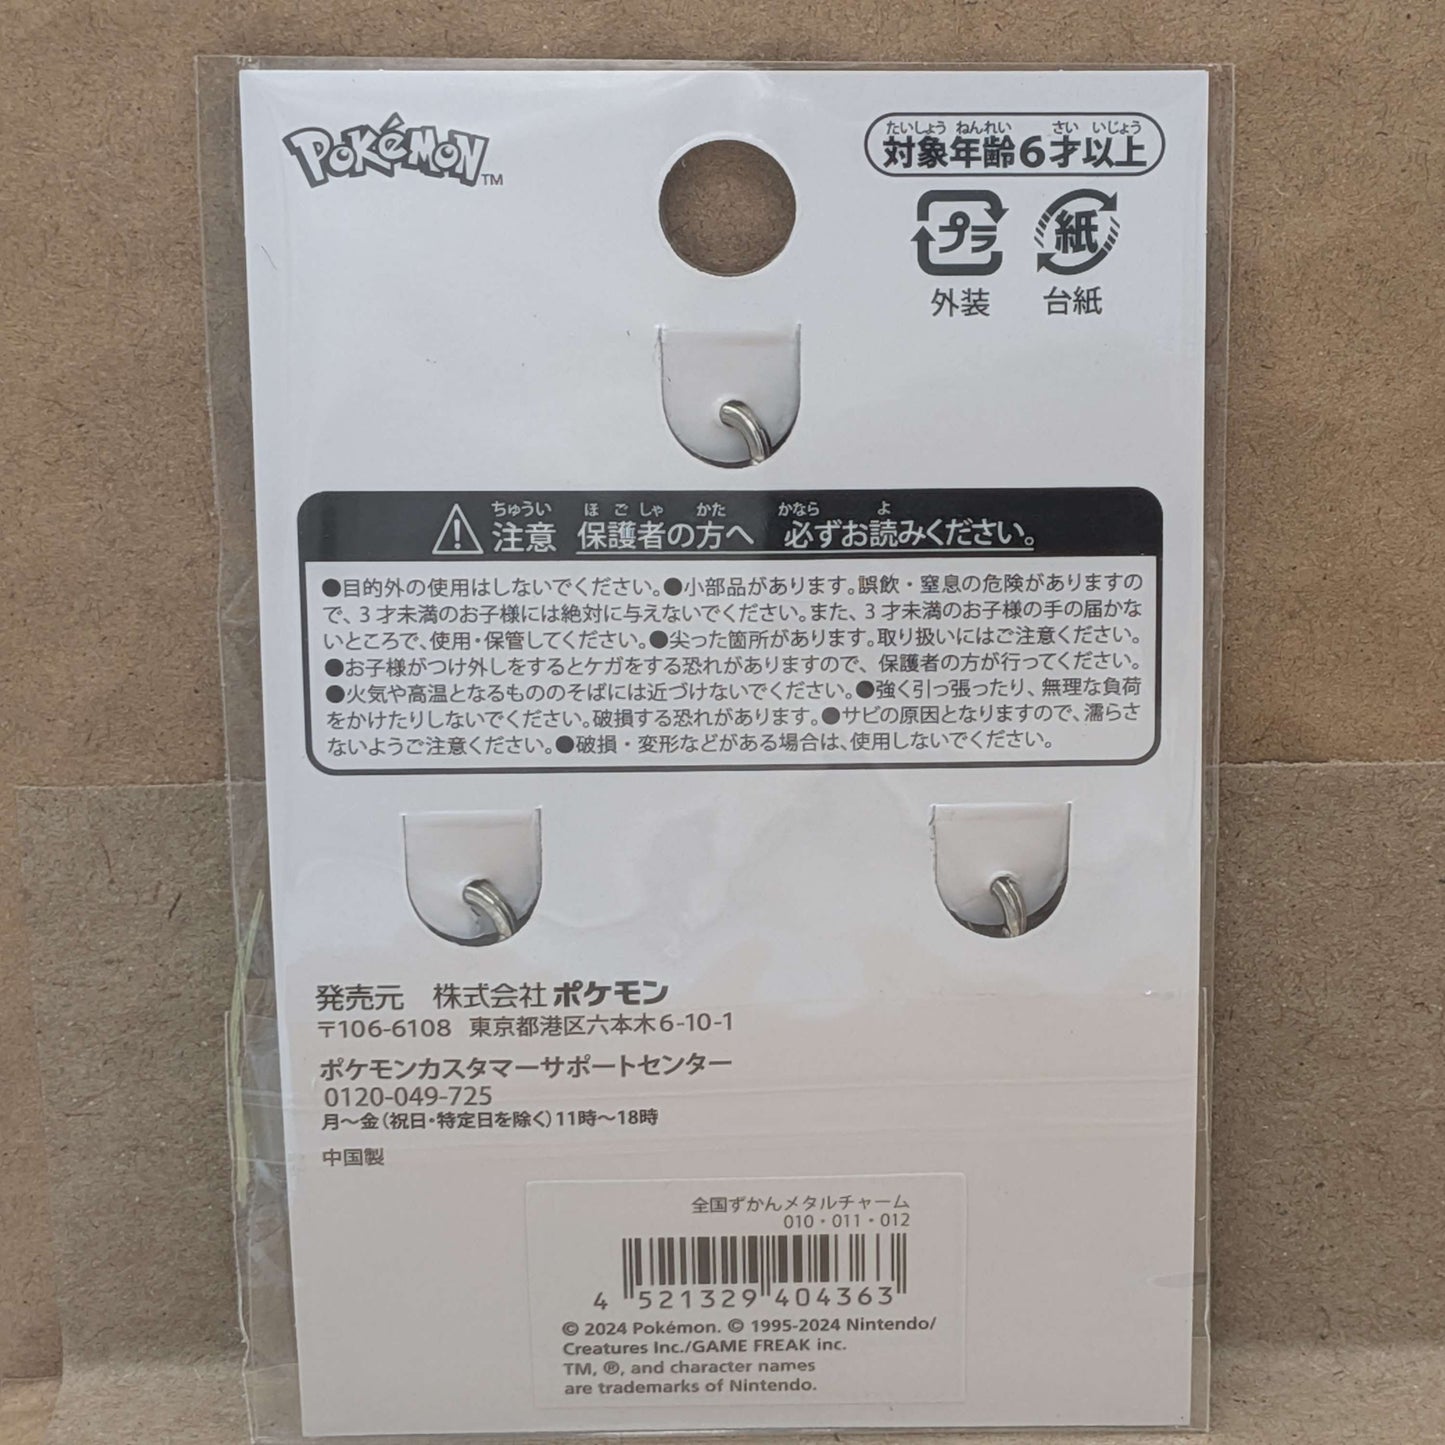 POKéMON™
たいしょう ねんれい さい いじょう
対象年齢6才以上
プラ
紙
外装
台紙
ちゅうい ほごしゃ かた かなら よ
注意 保護者の方へ 必ずお読みください。
●目的外の使用はしないでください。●小部品があります。誤飲・窒息の危険がありますの
で、3才未満のお子様には絶対に与えないでください。また、3才未満のお子様の手の届かな
いところで、使用・保管してください。●尖った箇所があります。取り扱いにはご注意ください。
●お子様がつけ外しをするとケガをする恐れがありますので、保護者の方が行ってください。
●火気や高温となるもののそばには近づけないでください。●強く引っ張ったり、無理な負荷
をかけたりしないでください。破損する恐れがあります。●サビの原因となりますので、濡らさ
ないようご注意ください。●破損・変形などがある場合は、使用しないでください。
発売元 株式会社ポケモン
〒106-6108 東京都港区六本木6-10-1
ポケモンカスタマーサポートセンター
0120-049-725
月〜金(祝日・特定日を除く)11時〜18時
中国製
全国ずかんメタルチャーム
010・011・012
4 521329 404363
© 2024 Pokémon. © 1995-2024 Nintendo/
Creatures Inc./GAME FREAK inc.
TM, ®, and character names
are trademarks of Nintendo.